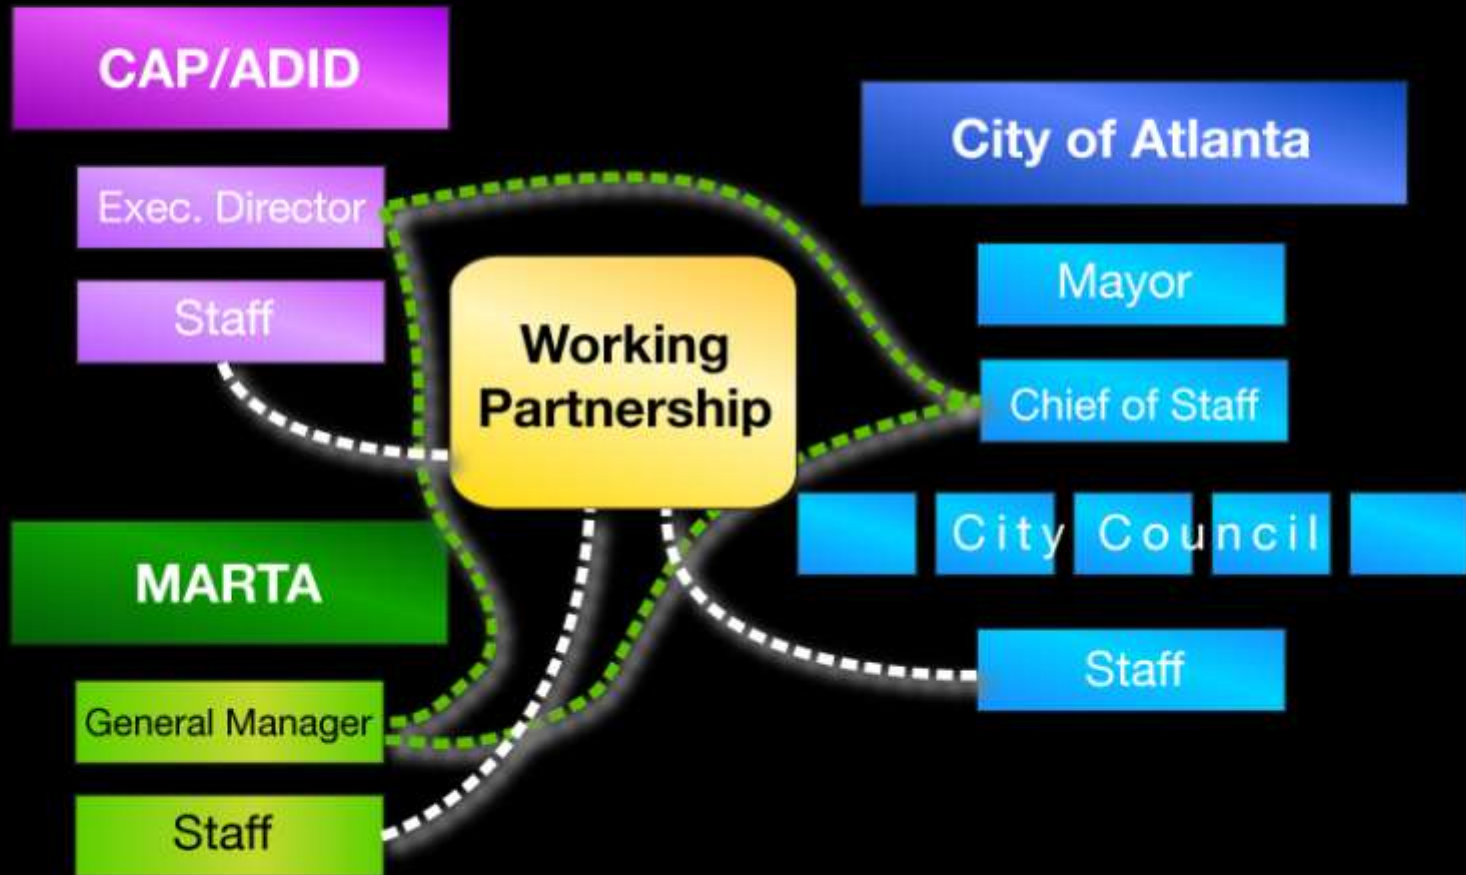 CAP/ADID
Exec. Director
Staff
MARTA
General Manager
Staff
Working
Partnership
City of Atlanta
Mayor
Chief of Staff
City Council
Staff